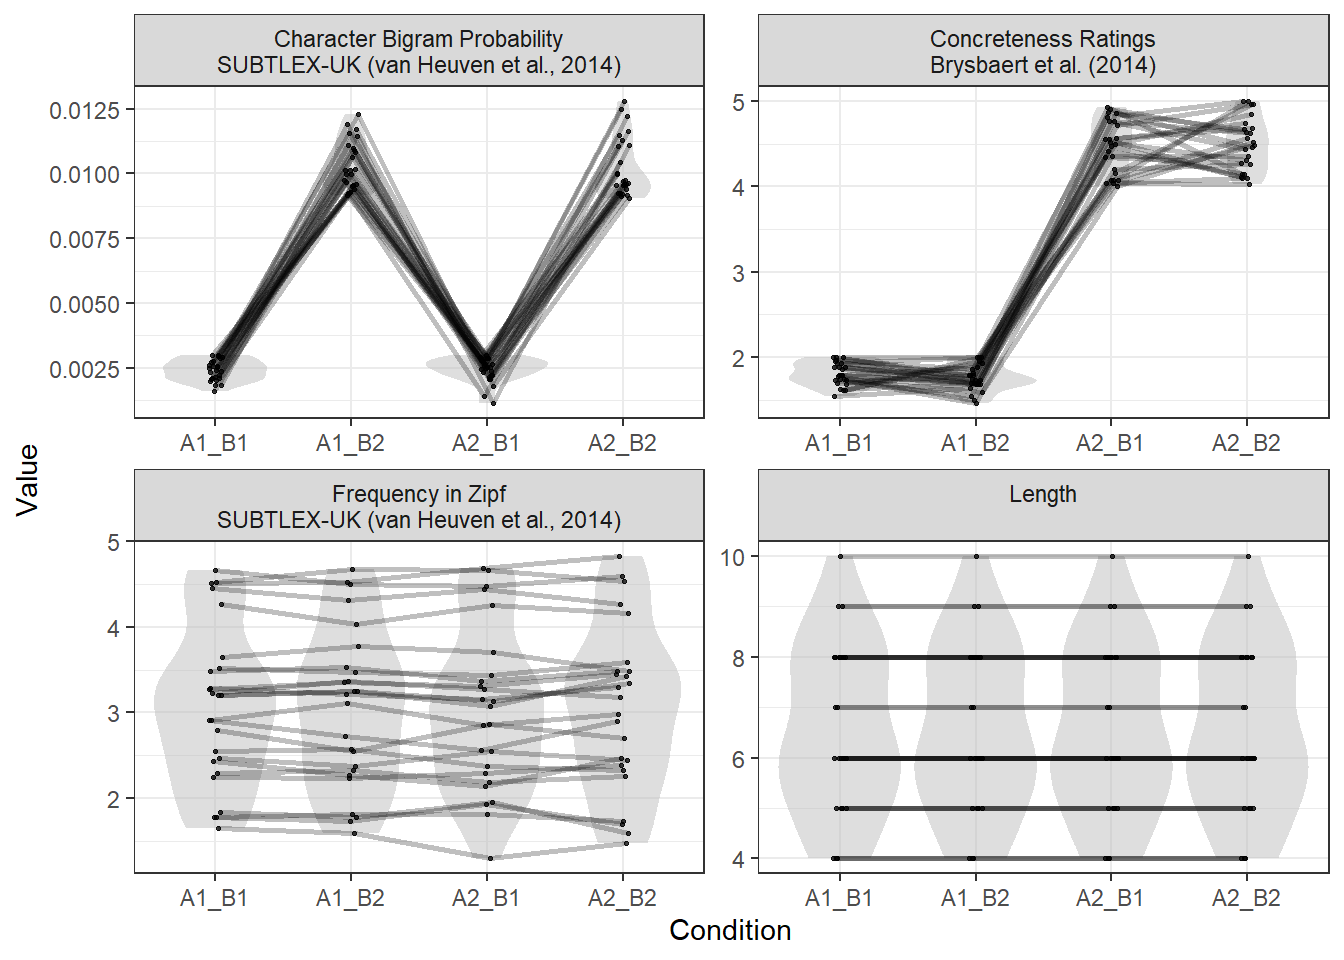 Character Bigram Probability
SUBTLEX-UK (van Heuven et al., 2014)
0.0125
0.0100
0.0075
0.0050
0.0025
A1_B1 A1_B2 A2_B1 A2_B2
Concreteness Ratings
Brysbaert et al. (2014)
5
4
3
2
A1_B1 A1_B2 A2_B1 A2_B2
Value
Frequency in Zipf
SUBTLEX-UK (van Heuven et al., 2014)
5
4
3
2
A1_B1 A1_B2 A2_B1 A2_B2
Length
10
8
6
4
A1_B1 A1_B2 A2_B1 A2_B2
Condition